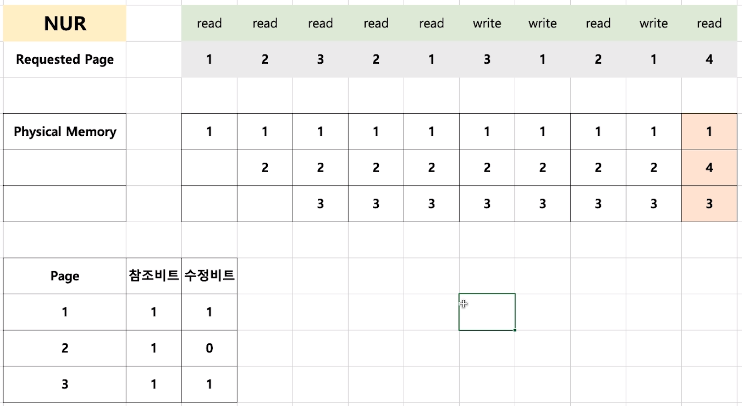 NUR read read read read read write write read write read
Requested Page 1 2 3 2 1 3 1 2 1 4
Physical Memory 1 1 1 1 1 1 1 1 1 1
2 2 2 2 2 2 2 2 4
3 3 3 3 3 3 3 3
Page 참조비트 수정비트
1 1 1
2 1 0
3 1 1